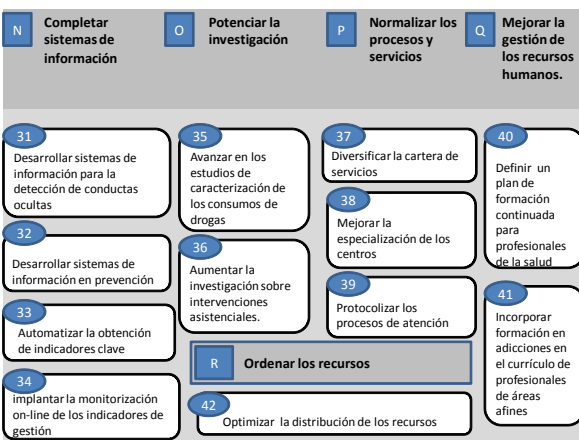 N
Completar
sistemas de
información
O
Potenciar la
investigación
P
Normalizar los
procesos y
servicios
Q
Mejorar la
gestión de
los recursos
humanos.
31
Desarrollar sistemas de
información para la
detección de conductas
ocultas
32
Desarrollar sistemas de
información en prevención
33
Automatizar la obtención
de indicadores clave
34
implantar la monitorización
on-line de los indicadores de
gestión
35
Avanzar en los
estudios de
caracterización de
los consumos de
drogas
36
Aumentar la
investigación sobre
intervenciones
asistenciales.
37
Diversificar la cartera de
servicios
38
Mejorar la
especialización de los
centros
39
Protocolizar los
procesos de atención
40
Definir un
plan de
formación
continuada
para
profesionales
de la salud
41
Incorporar
formación en
adicciones en
el currículo de
profesionales
de áreas
afines
R
Ordenar los recursos
42
Optimizar la distribución de los recursos